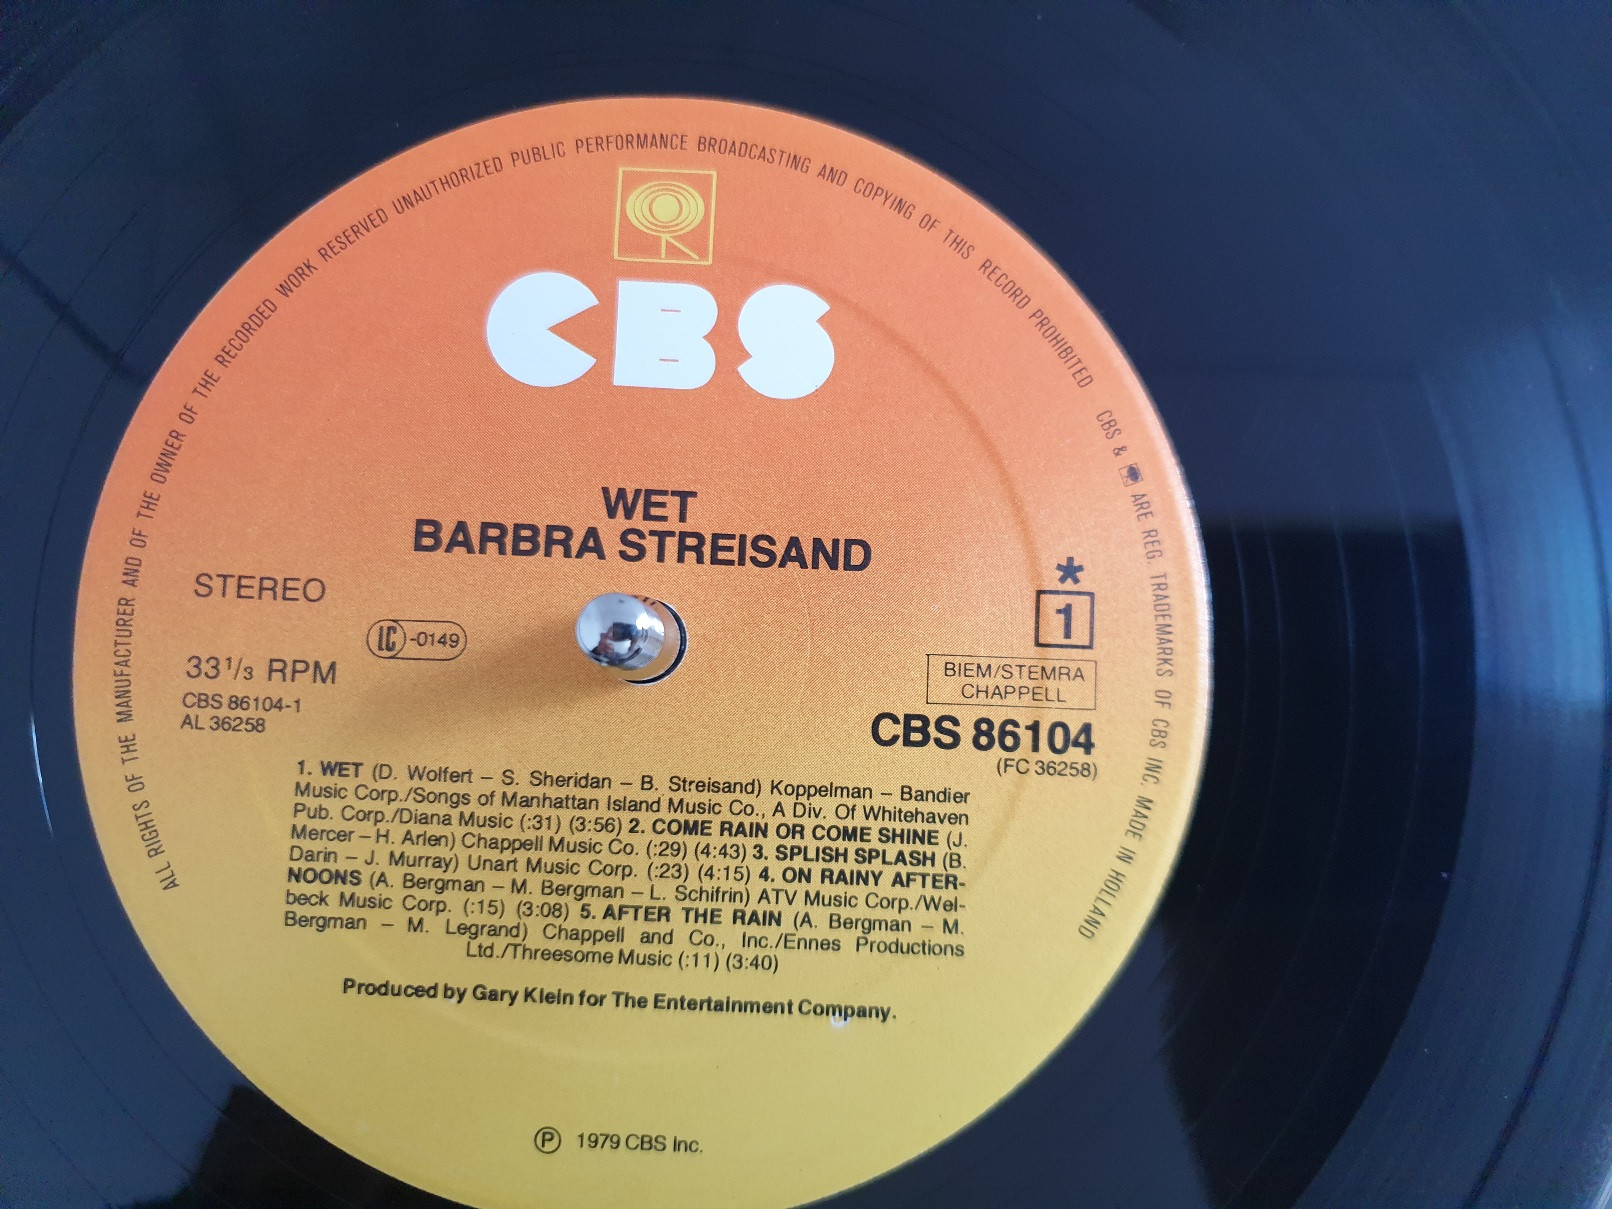 ALL RIGHTS OF THE MANUFACTURER AND OF THE OWNER OF THE RECORDED WORK RESERVED UNAUTHORIZED PUBLIC PERFORMANCE BROADCASTING AND COPYING OF THIS RECORD PROHIBITED CBS & ARE REG. TRADEMARKS OF CBS INC. MADE IN HOLLAND
CBS
WET
BARBRA STREISAND
STEREO
LC-0149
33 1/3 RPM
CBS 86104-1
AL 36258
*
1
BIEM/STEMRA
CHAPPELL
CBS 86104
(FC 36258)
1. WET (D. Wolfert – S. Sheridan – B. Streisand) Koppelman – Bandier
Music Corp./Songs of Manhattan Island Music Co., A Div. Of Whitehaven
Pub. Corp./Diana Music (:31) (3:56) 2. COME RAIN OR COME SHINE (J.
Mercer – H. Arlen) Chappell Music Co. (:29) (4:43) 3. SPLISH SPLASH (B.
Darin – J. Murray) Unart Music Corp. (:23) (4:15) 4. ON RAINY AFTER-
NOONS (A. Bergman – M. Bergman – L. Schifrin) ATV Music Corp./Wel-
beck Music Corp. (:15) (3:08) 5. AFTER THE RAIN (A. Bergman – M.
Bergman – M. Legrand) Chappell and Co., Inc./Ennes Productions
Ltd./Threesome Music (:11) (3:40)
Produced by Gary Klein for The Entertainment Company.
Ⓟ 1979 CBS Inc.